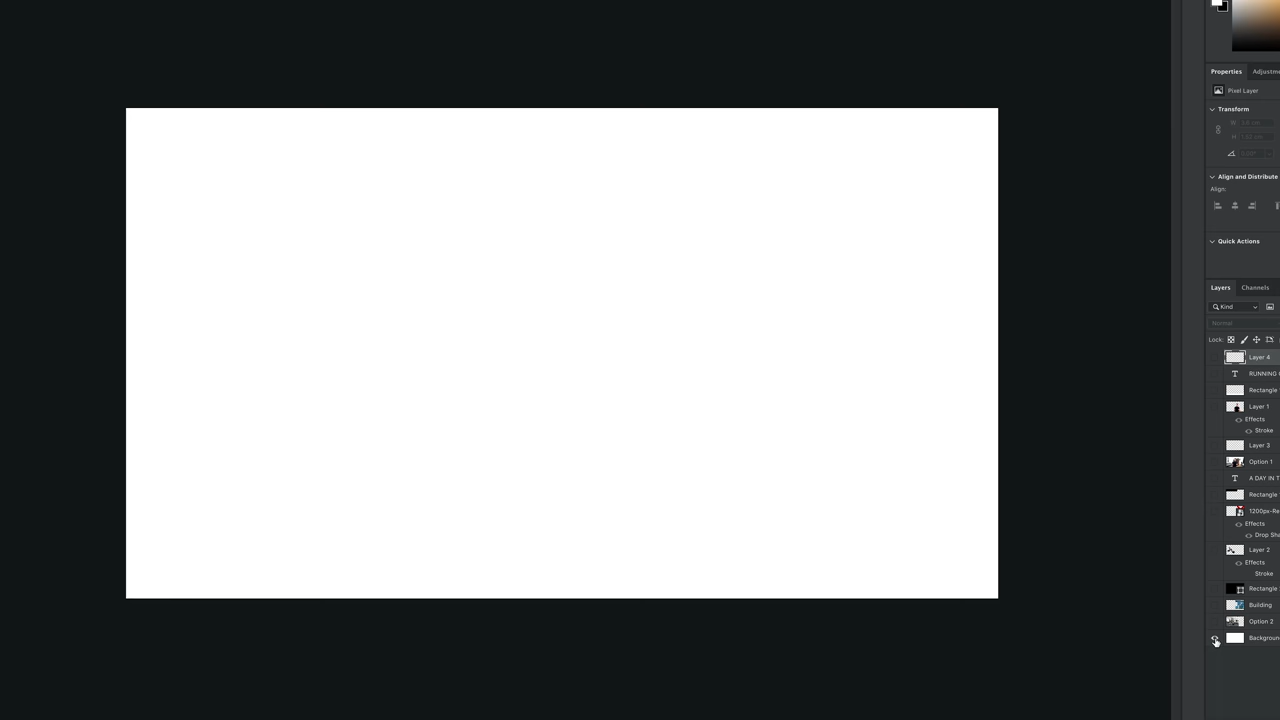 Properties
Adjustm
Pixel Layer
Transform
W:
H:
Align and Distribute
Align:
Quick Actions
Layers
Channels
Kind
Normal
Lock:
Layer 4
T RUNNING
Rectangle
Layer 1
Effects
Stroke
Layer 3
Option 1
T A DAY IN T
Rectangle
1200px-Re
Effects
Drop Sha
Layer 2
Effects
Stroke
Rectangle
Building
Option 2
Backgroun